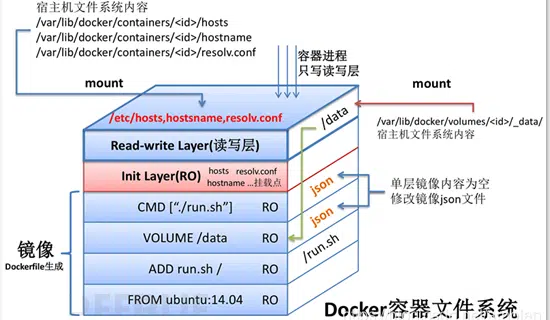 宿主机文件系统内容
/var/lib/docker/containers/<id>/hosts
/var/lib/docker/containers/<id>/hostname
/var/lib/docker/containers/<id>/resolv.conf
容器进程
只写读写层
mount
mount
/etc/hosts,hostsname,resolv.conf
/data
/var/lib/docker/volumes/<id>/_data/
宿主机文件系统内容
Read-write Layer(读写层)
Init Layer(RO)
hosts resolv.conf
hostname ...挂载点
json
CMD ["./run.sh"] RO
单层镜像内容为空
修改镜像json文件
json
镜像
Dockerfile生成
VOLUME /data RO
/run.sh
ADD run.sh / RO
FROM ubuntu:14.04 RO
Docker容器文件系统